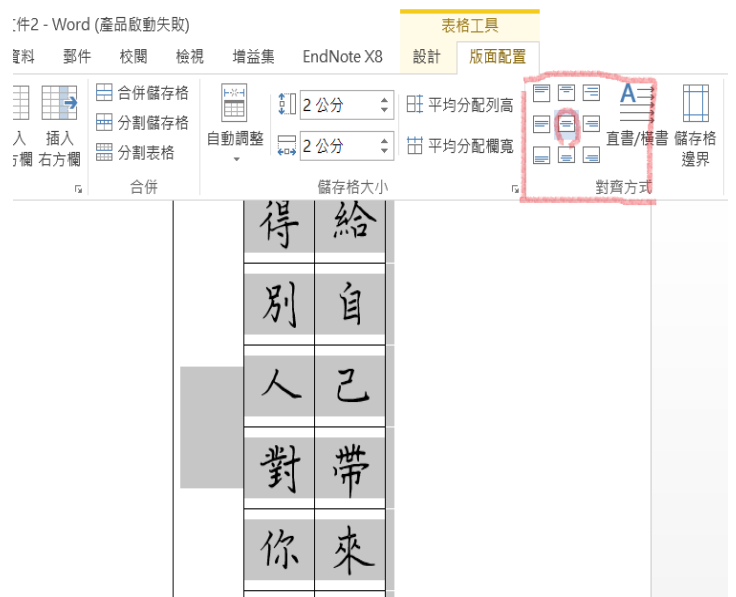 文件2 - Word (產品啟動失敗)
表格工具
資料 郵件 校閱 檢視 增益集 EndNote X8 設計 版面配置
入 插入
方欄 右方欄
合併儲存格
分割儲存格
分割表格
合併
自動調整
2 公分
2 公分
平均分配列高
平均分配欄寬
儲存格大小
A
直書/橫書 儲存格
邊界
對齊方式
得 給
別 自
人 己
對 帶
你 來